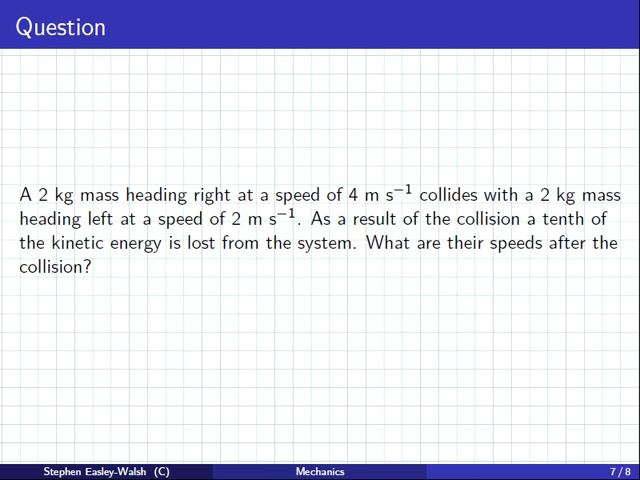 Question
A 2 kg mass heading right at a speed of 4 m s⁻¹ collides with a 2 kg mass
heading left at a speed of 2 m s⁻¹. As a result of the collision a tenth of
the kinetic energy is lost from the system. What are their speeds after the
collision?
Stephen Easley-Walsh (C) Mechanics 7 / 8